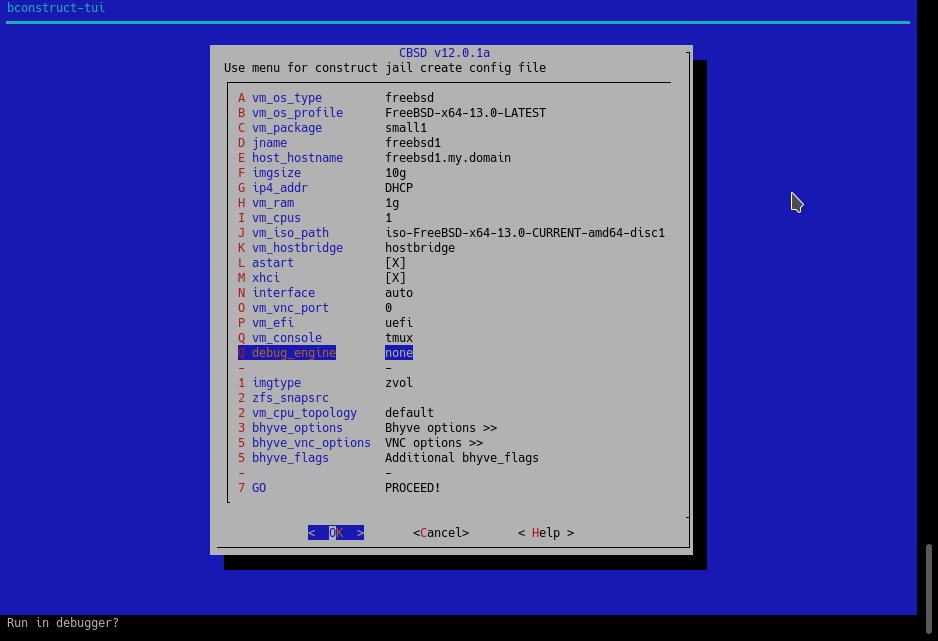 bconstruct-tui
CBSD v12.0.1a
Use menu for construct jail create config file
A vm_os_type freebsd
B vm_os_profile FreeBSD-x64-13.0-LATEST
C vm_package small1
D jname freebsd1
E host_hostname freebsd1.my.domain
F imgsize 10g
G ip4_addr DHCP
H vm_ram 1g
I vm_cpus 1
J vm_iso_path iso-FreeBSD-x64-13.0-CURRENT-amd64-disc1
K vm_hostbridge hostbridge
L astart [X]
M xhci [X]
N interface auto
O vm_vnc_port 0
P vm_efi uefi
Q vm_console tmux
debug_engine none
- -
1 imgtype zvol
2 zfs_snapsrc
2 vm_cpu_topology default
3 bhyve_options Bhyve options >>
5 bhyve_vnc_options VNC options >>
5 bhyve_flags Additional bhyve_flags
- -
7 GO PROCEED!
< OK > <Cancel> < Help >
Run in debugger?